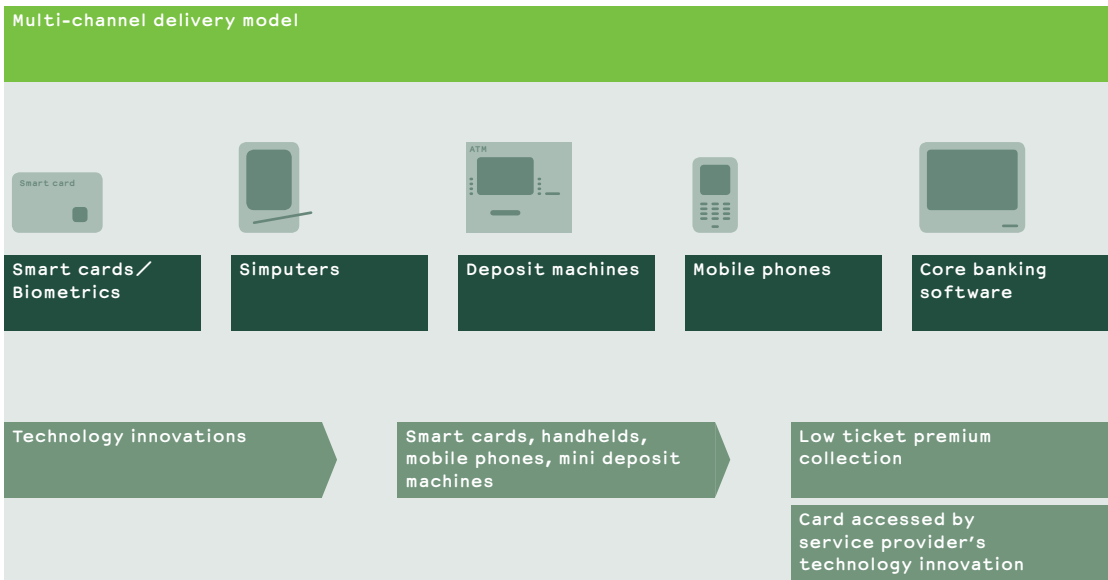 Multi-channel delivery model
Smart card
ATM
Smart cards/
Biometrics
Simputers
Deposit machines
Mobile phones
Core banking
software
Technology innovations
Smart cards, handhelds,
mobile phones, mini deposit
machines
Low ticket premium
collection
Card accessed by
service provider's
technology innovation